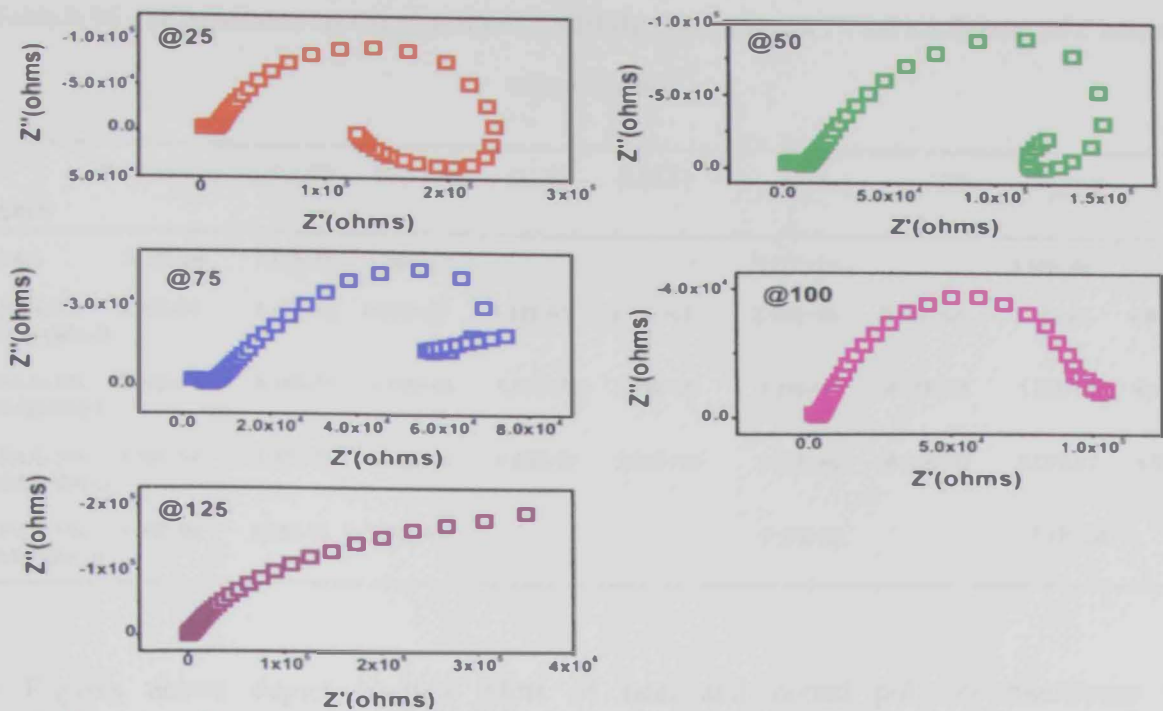 @25
-1.0x10⁵
-5.0x10⁴
0.0
5.0x10⁴
Z''(ohms)
0 1x10⁵ 2x10⁵ 3x10⁵
Z'(ohms)
@50
-1.0x10⁵
-5.0x10⁴
0.0
Z''(ohms)
0.0 5.0x10⁴ 1.0x10⁵ 1.5x10⁵
Z'(ohms)
@75
-3.0x10⁴
0.0
Z''(ohms)
0.0 2.0x10⁴ 4.0x10⁴ 6.0x10⁴ 8.0x10⁴
Z'(ohms)
@100
-4.0x10⁴
0.0
Z''(ohms)
0.0 5.0x10⁴ 1.0x10⁵
Z'(ohms)
@125
-2x10⁵
-1x10⁵
0
Z''(ohms)
0 1x10⁵ 2x10⁵ 3x10⁵ 4x10⁵
Z'(ohms)